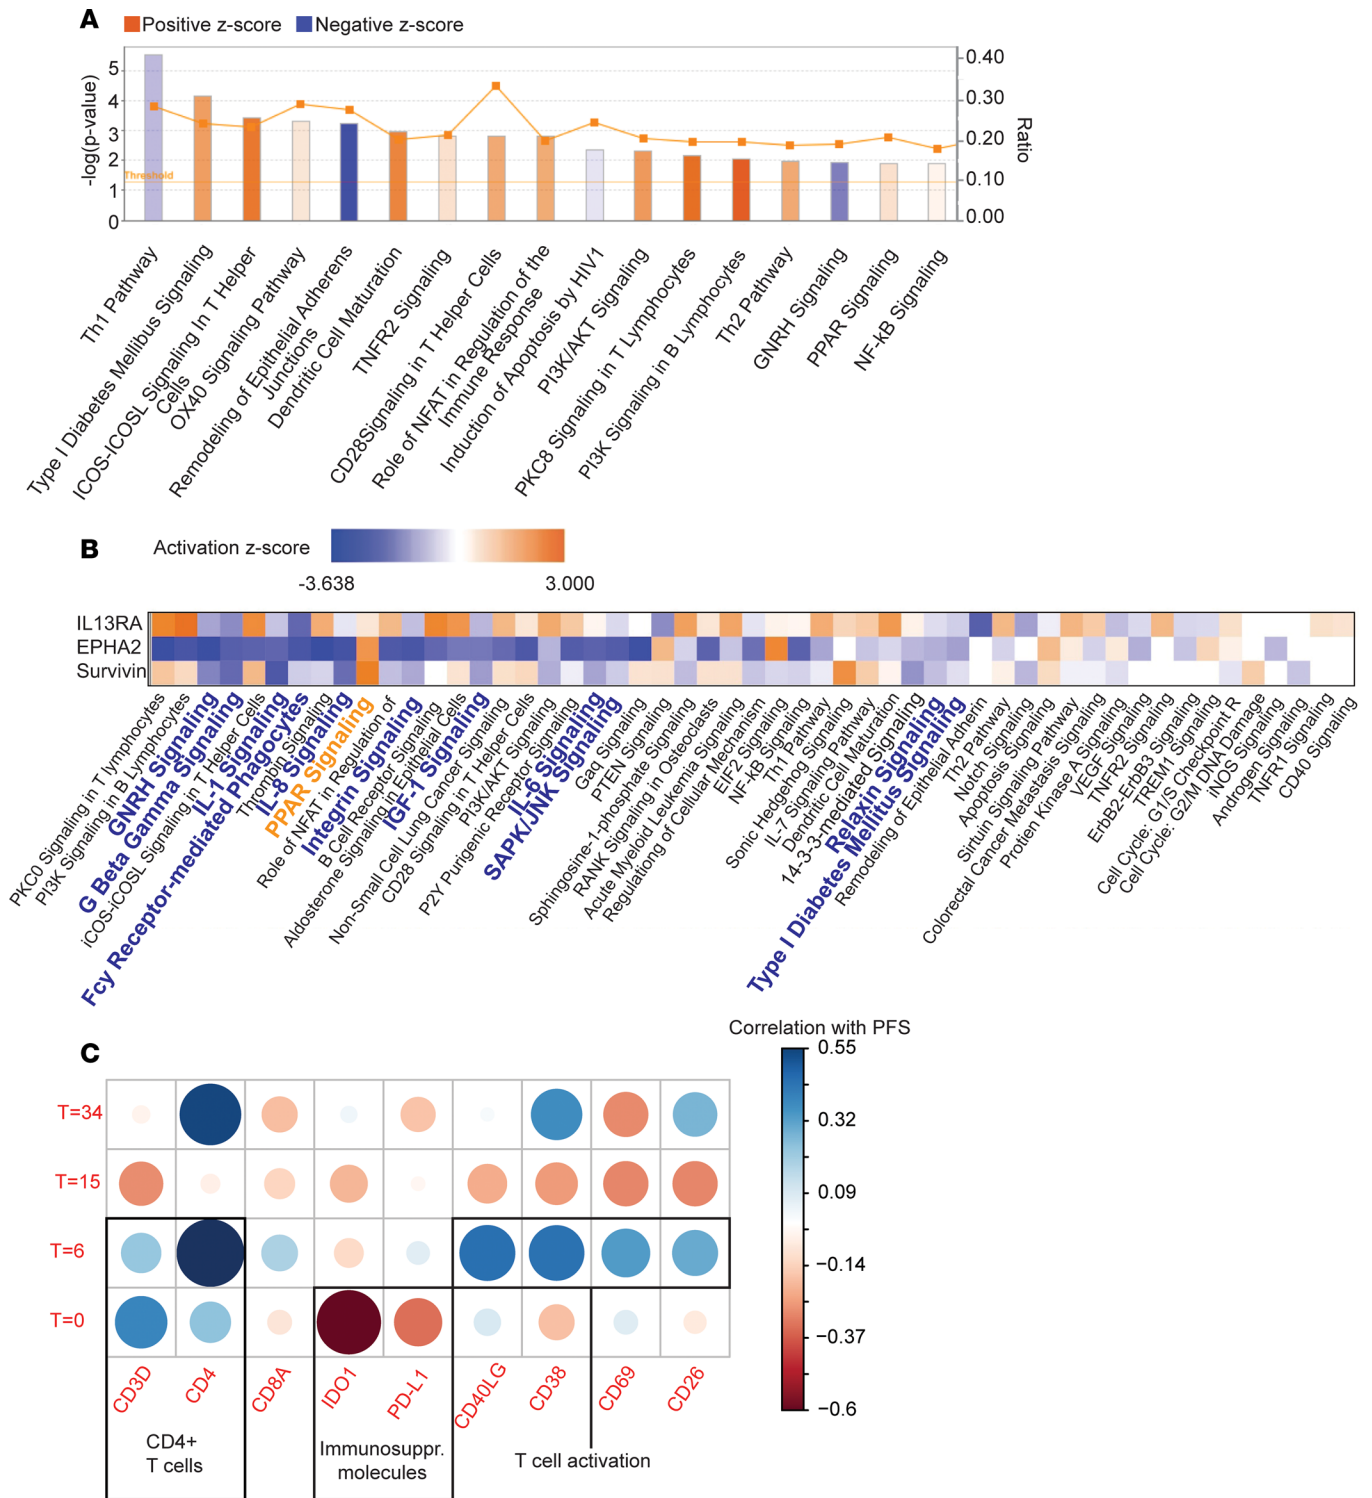 A
Positive z-score Negative z-score
-log(p-value)
5
4
3
2
1
0
Threshold
0.40
0.30
0.20
0.10
0.00
Ratio
Th1 Pathway
Type I Diabetes Mellibus Signaling
ICOS-ICOSL Signaling In T Helper
Cells
OX40 Signaling Pathway
Remodeling of Epithelial Adherens
Junctions
Dendritic Cell Maturation
TNFR2 Signaling
CD28Signaling in T Helper Cells
Role of NFAT in Regulation of the
Immune Response
Induction of Apoptosis by HIV1
PI3K/AKT Signaling
PKC8 Signaling in T Lymphocytes
PI3K Signaling in B Lymphocytes
Th2 Pathway
GNRH Signaling
PPAR Signaling
NF-kB Signaling
B
Activation z-score
-3.638 3.000
IL13RA
EPHA2
Survivin
PKC0 Signaling in T lymphocytes
PI3K Signaling in B Lymphocytes
GNRH Signaling
G Beta Gamma Signaling
iCOS-iCOSL Signaling in T Helper Cells
IL-1 Signaling
Fcy Receptor-mediated Phagocytes
Thrombin Signaling
IL-8 Signaling
PPAR Signaling
Role of NFAT in Regulation of
Integrin Signaling
B Cell Receptor Signaling
Aldosterone Signaling in Epithelial Cells
IGF-1 Signaling
Non-Small Cell Lung Cancer Signaling
CD28 Signaling in T Helper Cells
PI3K/AKT Signaling
P2Y Purigenic Receptor Signaling
IL-6 Signaling
SAPK/JNK Signaling
Gaq Signaling
PTEN Signaling
Sphingosine-1-phosphate Signaling
RANK Signaling in Osteoclasts
Acute Myeloid Leukemia Signaling
Regulationg of Cellular Mechanism
EIF2 Signaling
NF-kB Signaling
Th1 Pathway
Sonic Hedgehog Signaling
IL-7 Signaling Pathway
Dendritic Cell Maturation
14-3-3-mediated Signaling
Relaxin Signaling
Type I Diabetes Mellitus Signaling
Remodeling of Epithelial Adherin
Th2 Pathway
Notch Signaling
Apoptosis Signaling
Sirtuin Signaling Pathway
Colorectal Cancer Metastasis Signaling
Protien Kinase A Signaling
VEGF Signaling
TNFR2 Signaling
ErbB2-ErbB3 Signaling
TREM1 Signaling
Cell Cycle: G1/S Checkpoint R
Cell Cycle: G2/M DNA Damage
iNOS Signaling
Androgen Signaling
TNFR1 Signaling
CD40 Signaling
C
Correlation with PFS
0.55
0.32
0.09
−0.14
−0.37
−0.6
T=34
T=15
T=6
T=0
CD3D
CD4
CD8A
IDO1
PD-L1
CD40LG
CD38
CD69
CD26
CD4+
T cells
Immunosuppr.
molecules
T cell activation